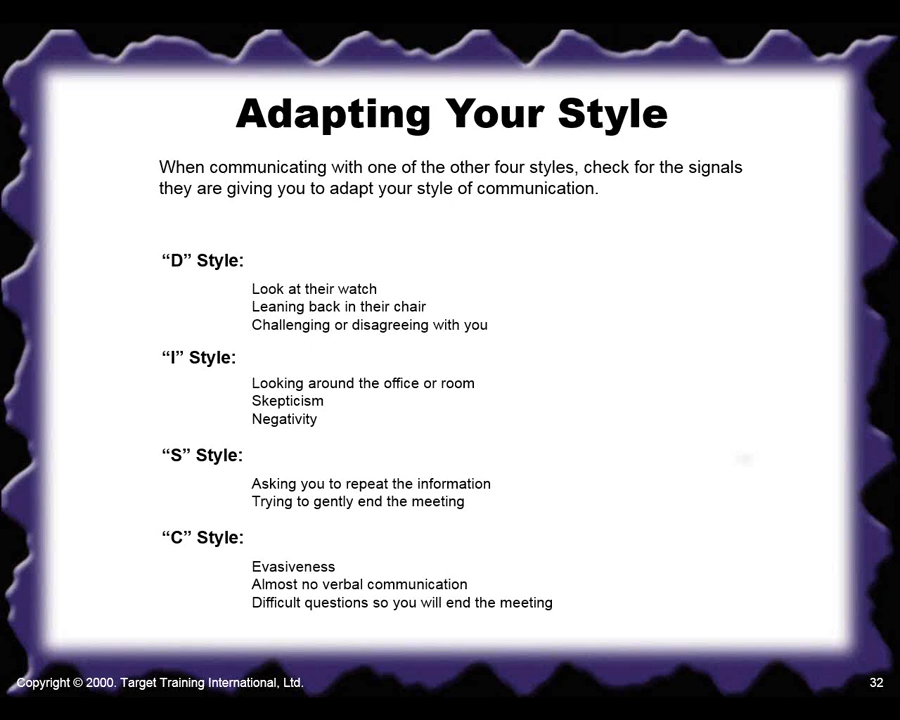 Adapting Your Style
When communicating with one of the other four styles, check for the signals
they are giving you to adapt your style of communication.
“D” Style:
Look at their watch
Leaning back in their chair
Challenging or disagreeing with you
“I” Style:
Looking around the office or room
Skepticism
Negativity
“S” Style:
Asking you to repeat the information
Trying to gently end the meeting
“C” Style:
Evasiveness
Almost no verbal communication
Difficult questions so you will end the meeting
Copyright © 2000. Target Training International, Ltd.
32